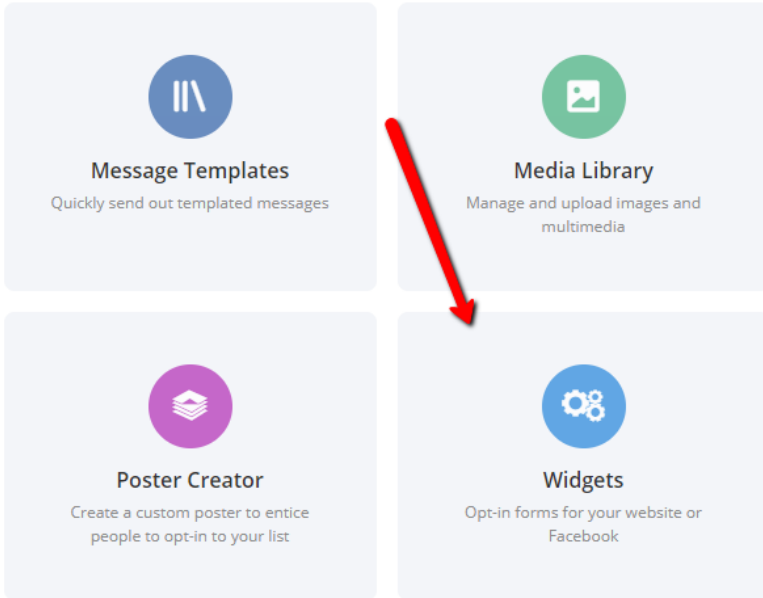 Message Templates
Quickly send out templated messages
Media Library
Manage and upload images and
multimedia
Poster Creator
Create a custom poster to entice
people to opt-in to your list
Widgets
Opt-in forms for your website or
Facebook